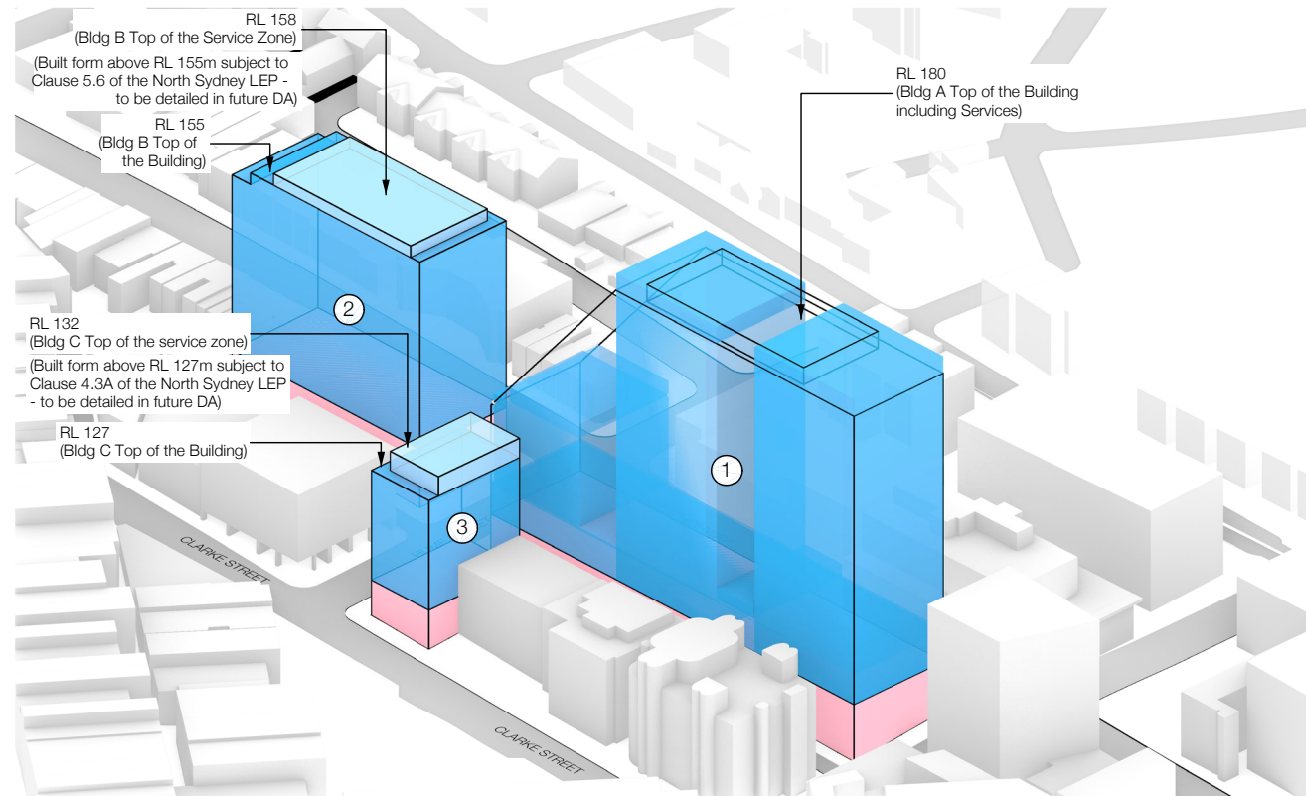 RL 158
(Bldg B Top of the Service Zone)
(Built form above RL 155m subject to
Clause 5.6 of the North Sydney LEP -
to be detailed in future DA)
RL 155
(Bldg B Top of
the Building)
RL 180
(Bldg A Top of the Building
including Services)
2
RL 132
(Bldg C Top of the service zone)
(Built form above RL 127m subject to
Clause 4.3A of the North Sydney LEP
- to be detailed in future DA)
RL 127
(Bldg C Top of the Building)
1
3
CLARKE STREET
CLARKE STREET